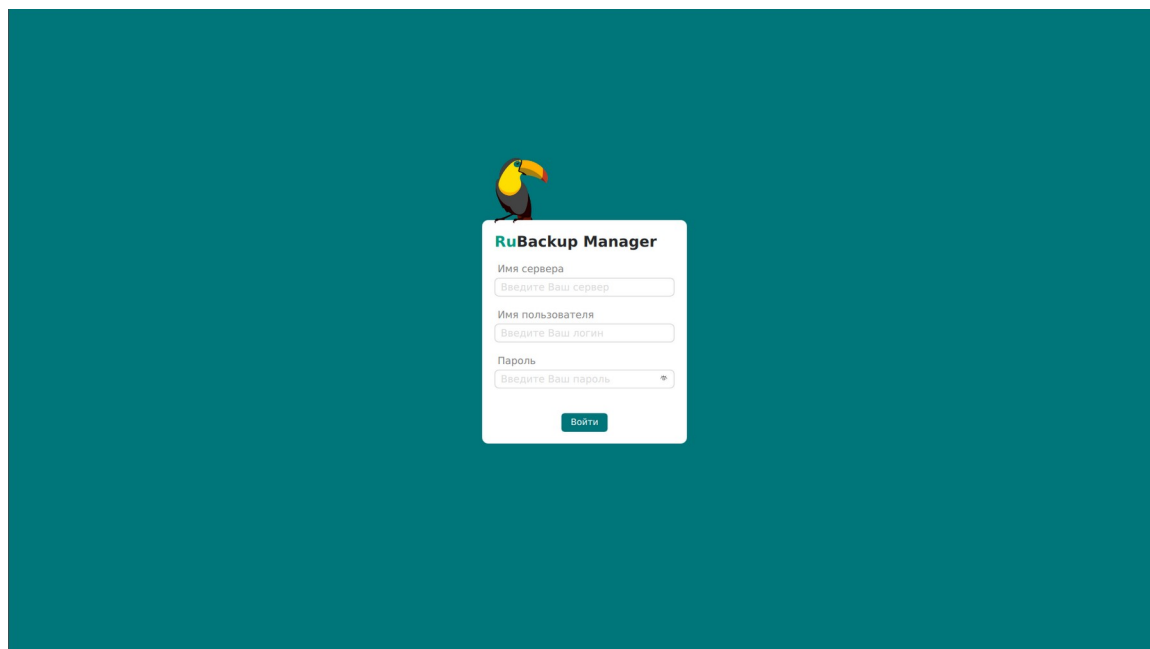 RuBackup Manager
Имя сервера
Введите Ваш сервер
Имя пользователя
Введите Ваш логин
Пароль
Введите Ваш пароль
Войти